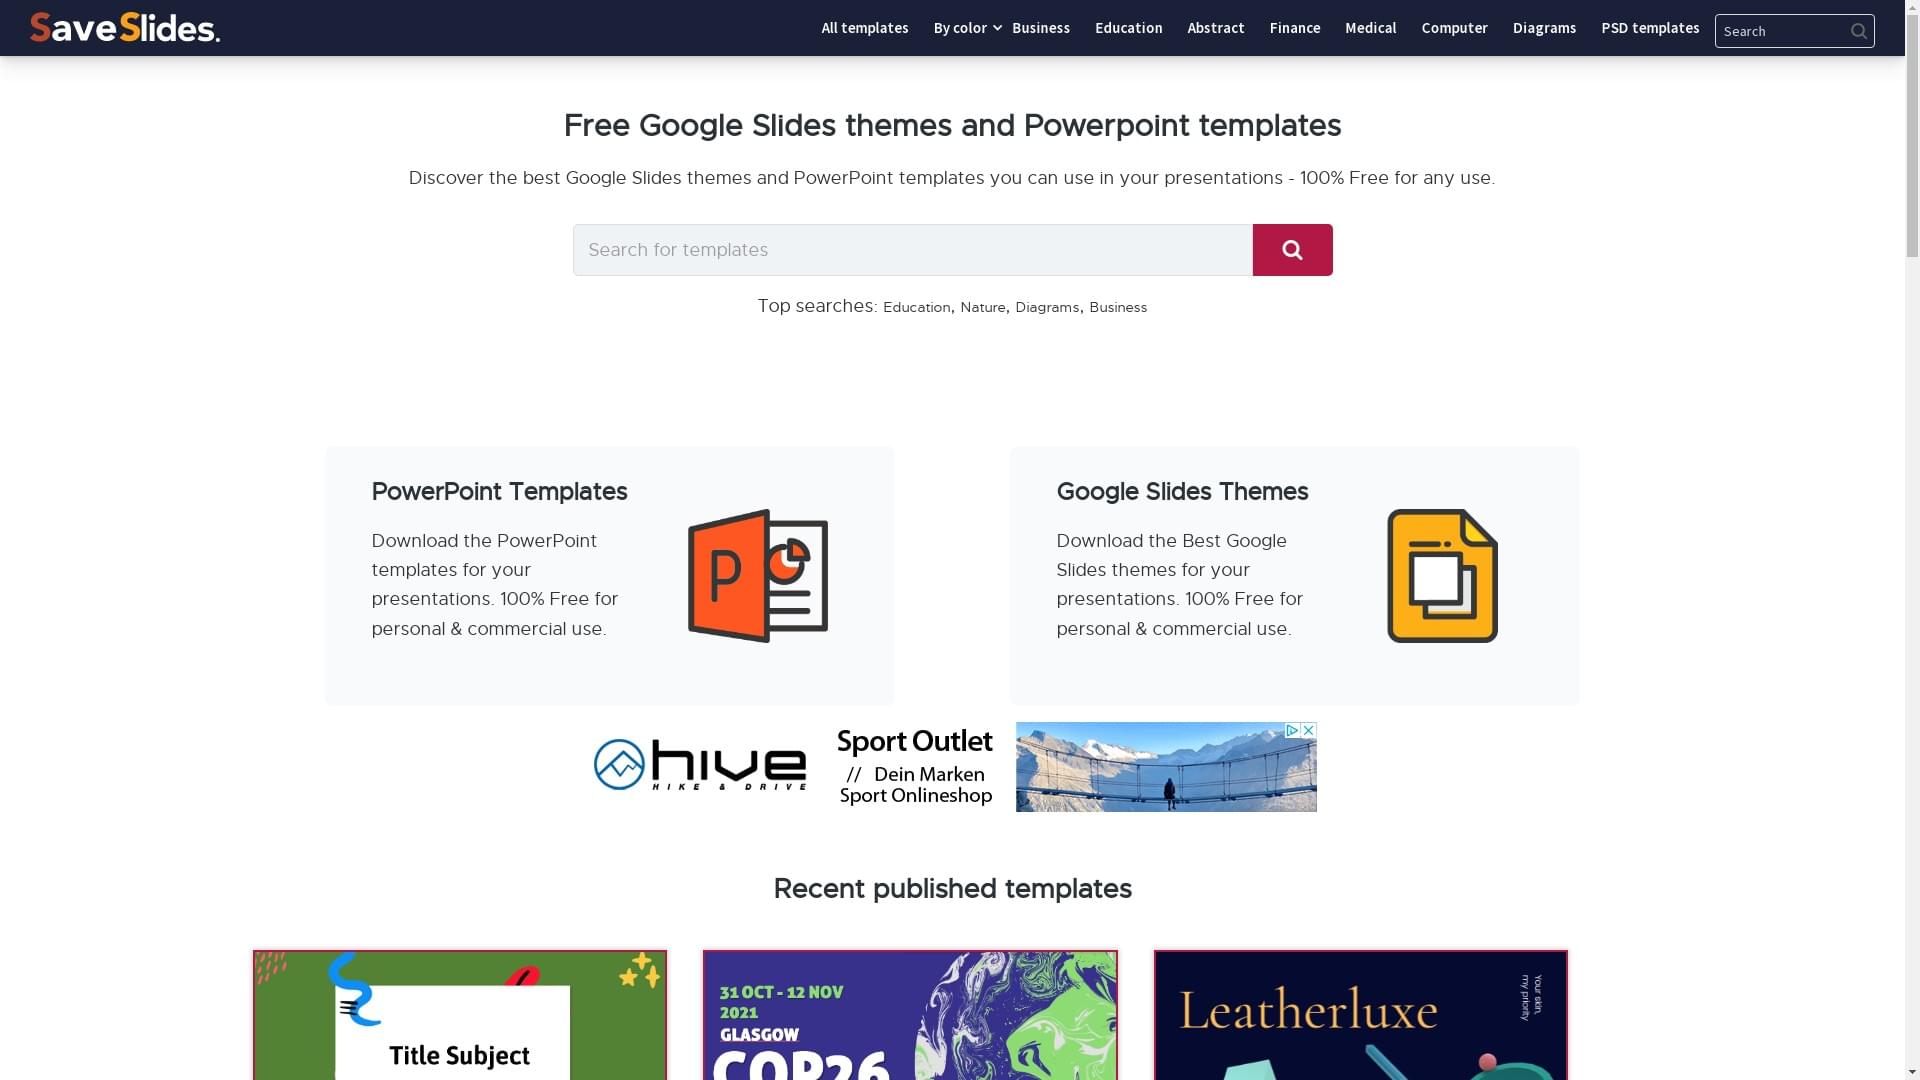 SaveSlides.
All templates
By color
Business
Education
Abstract
Finance
Medical
Computer
Diagrams
PSD templates
Search
Free Google Slides themes and Powerpoint templates
Discover the best Google Slides themes and PowerPoint templates you can use in your presentations - 100% Free for any use.
Search for templates
Top searches: Education, Nature, Diagrams, Business
PowerPoint Templates
Download the PowerPoint
templates for your
presentations. 100% Free for
personal & commercial use.
P
Google Slides Themes
Download the Best Google
Slides themes for your
presentations. 100% Free for
personal & commercial use.
hive
HIKE & DRIVE
Sport Outlet
// Dein Marken
Sport Onlineshop
Recent published templates
Title Subject
31 OCT - 12 NOV
2021
GLASGOW
COP26
Leatherluxe
Your skin,
my priority